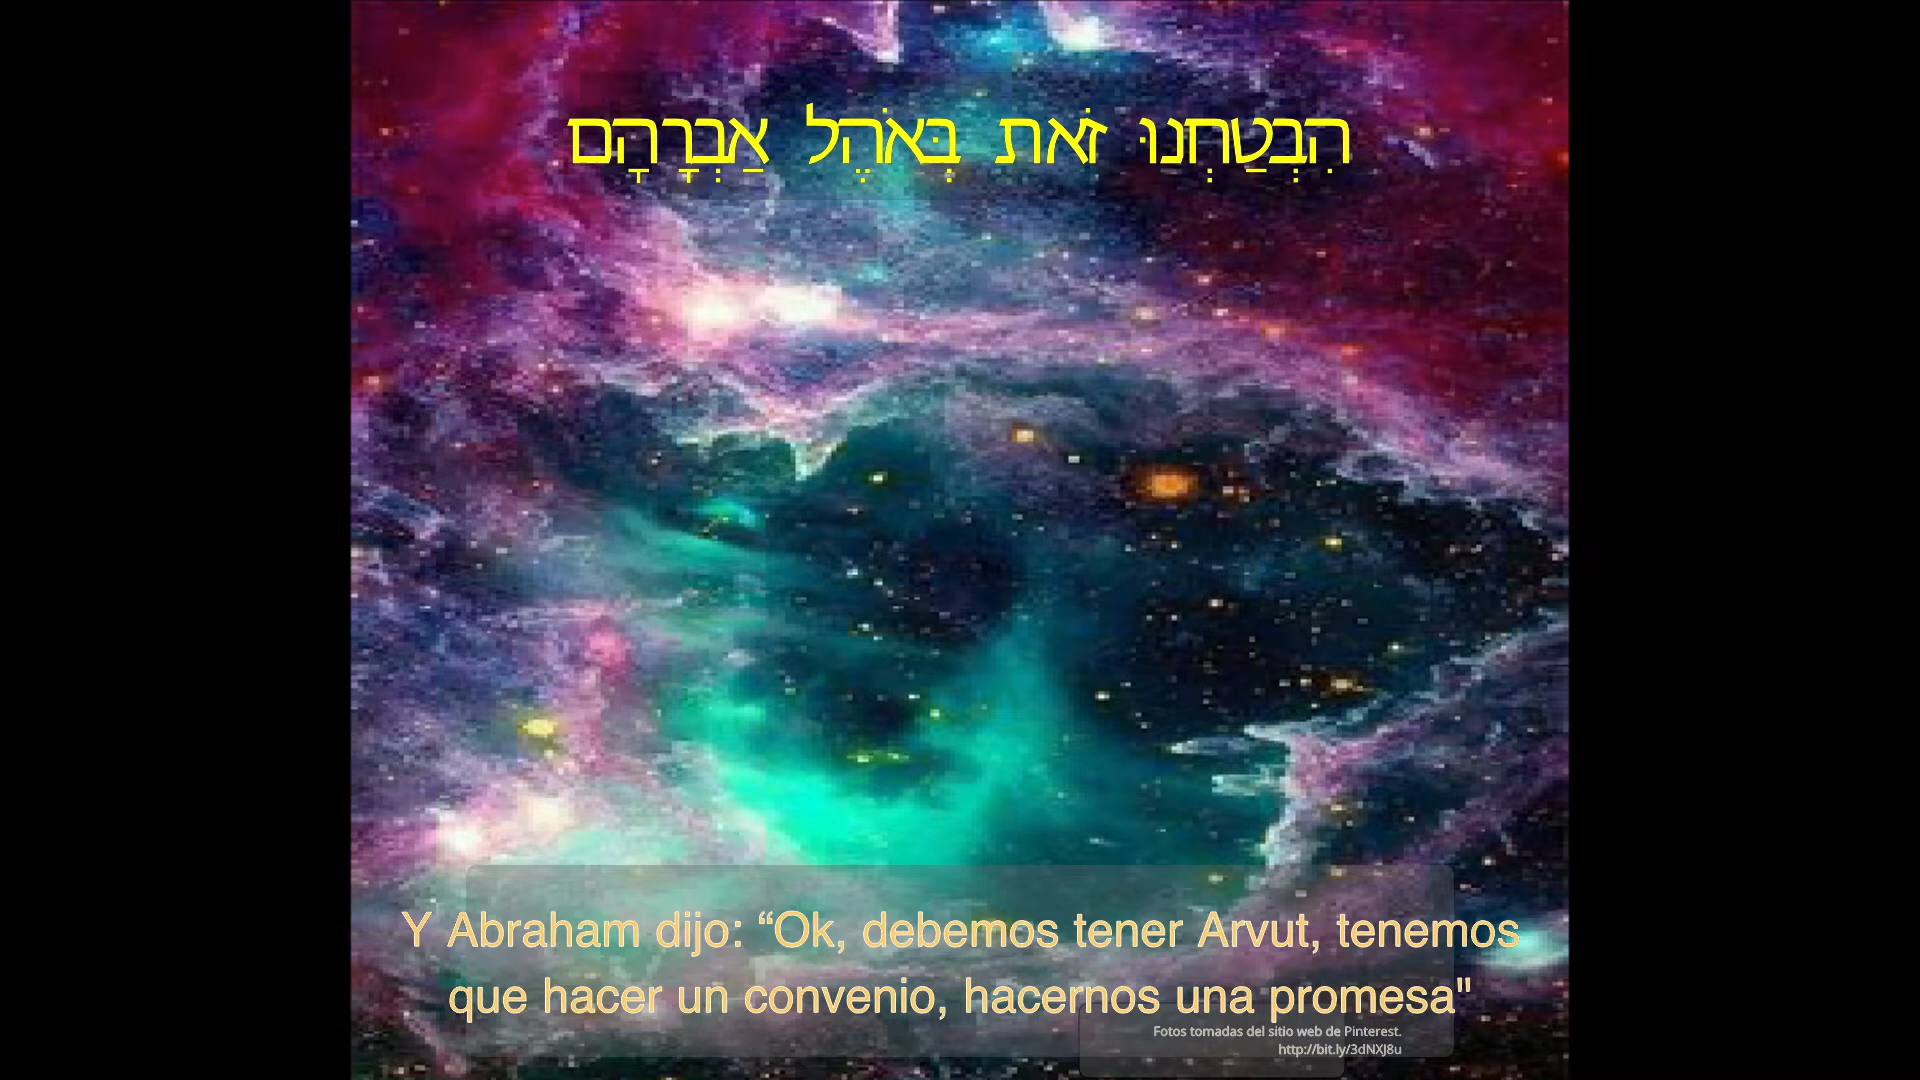 הִבְטַחְנוּ זֹאת בְּאֹהֶל אַבְרָהָם
Y Abraham dijo: “Ok, debemos tener Arvut, tenemos
que hacer un convenio, hacernos una promesa"
Fotos tomadas del sitio web de Pinterest.
http://bit.ly/3dNXJ8u